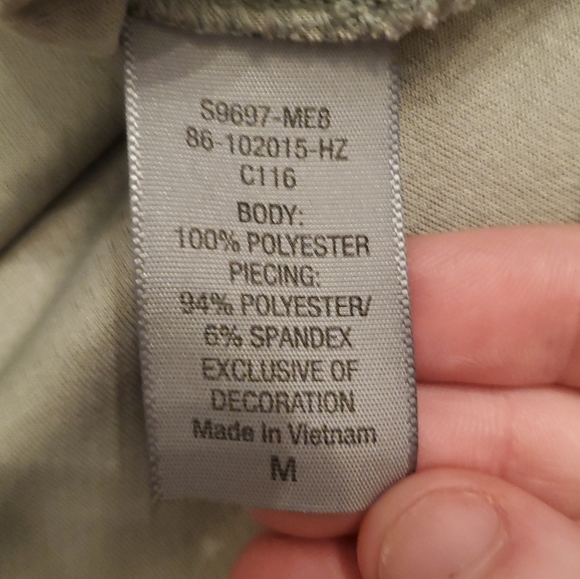 S9697-ME8
86-102015-HZ
C116
BODY:
100% POLYESTER
PIECING:
94% POLYESTER/
6% SPANDEX
EXCLUSIVE OF
DECORATION
Made In Vietnam
M